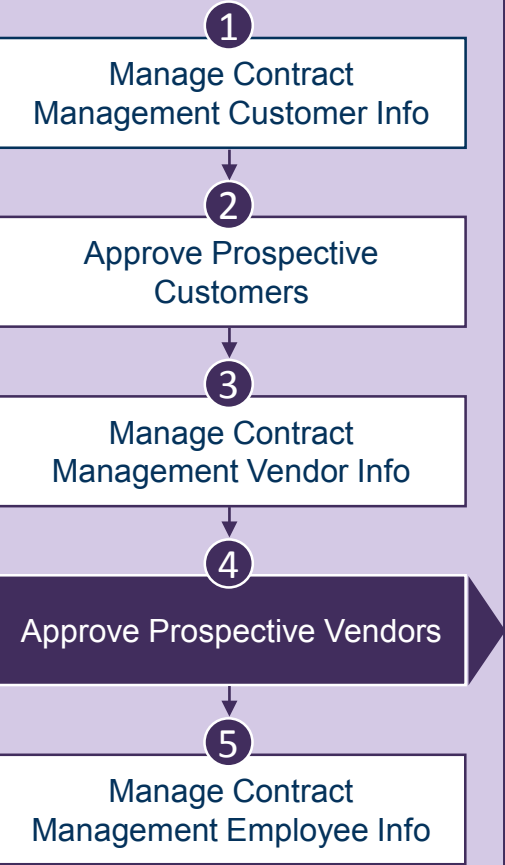 1
Manage Contract
Management Customer Info
2
Approve Prospective
Customers
3
Manage Contract
Management Vendor Info
4
Approve Prospective Vendors
5
Manage Contract
Management Employee Info